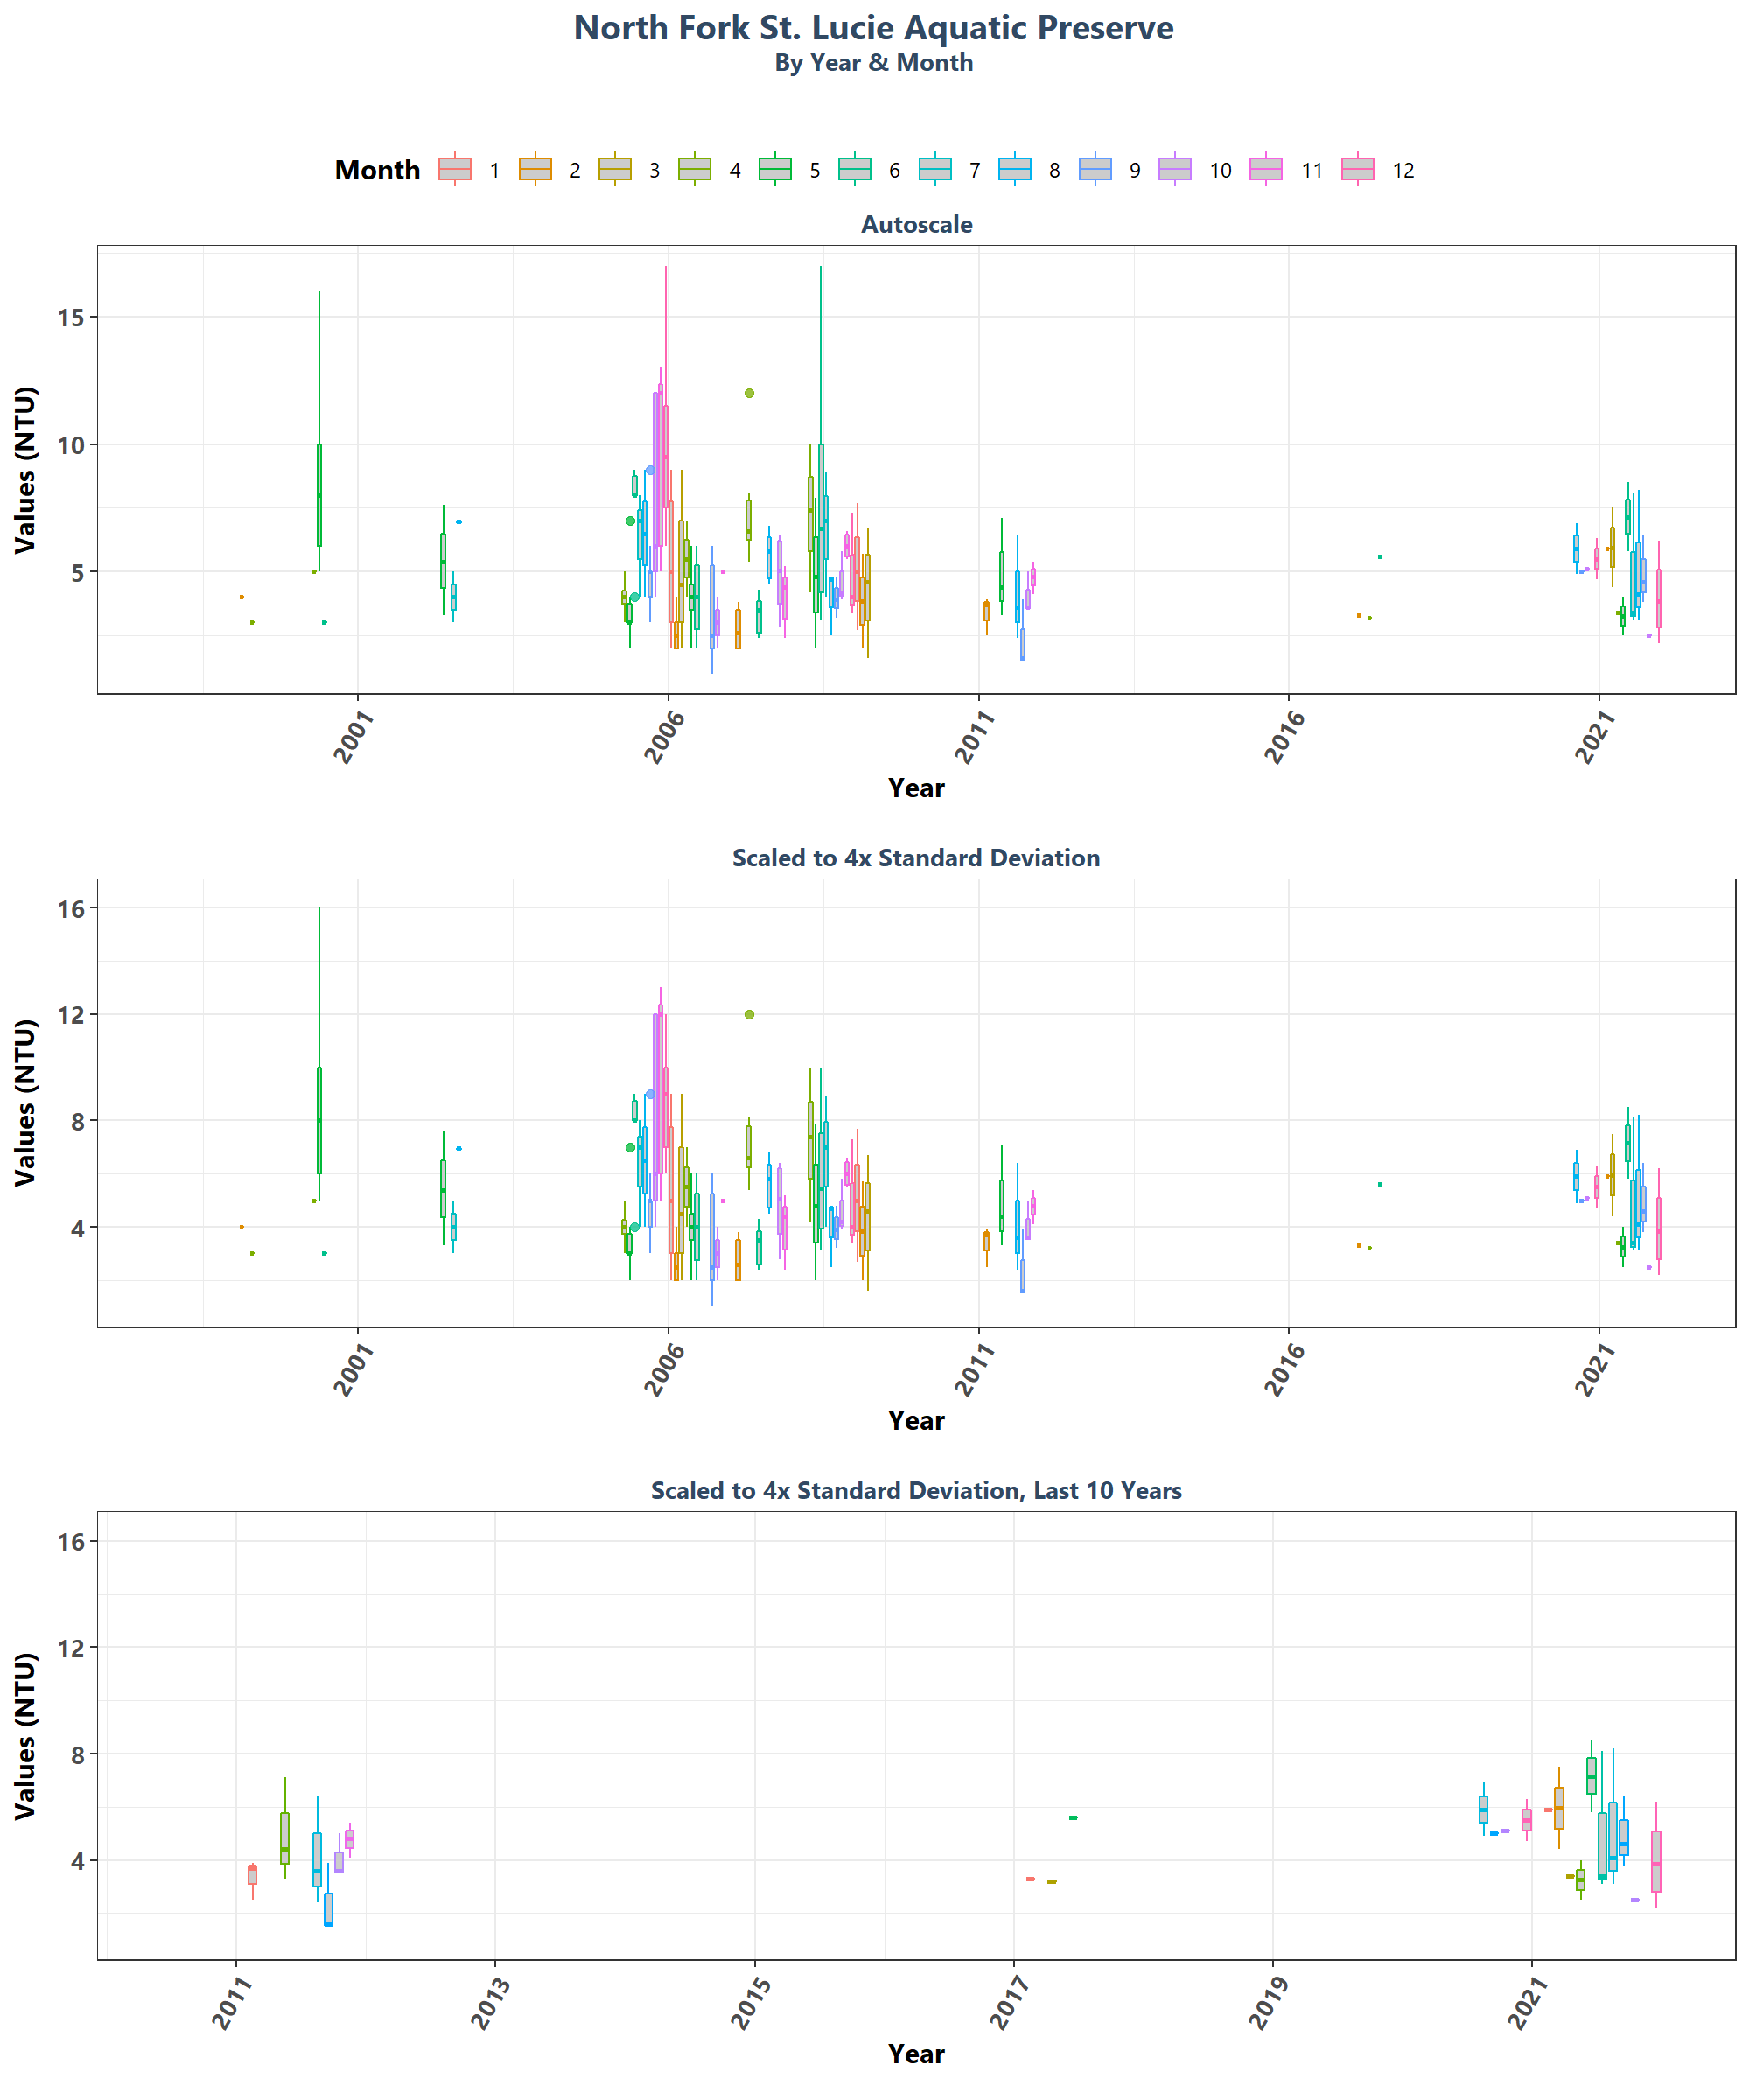 North Fork St. Lucie Aquatic Preserve
By Year & Month
Month 1 2 3 4 5 6 7 8 9 10 11 12
Autoscale
Values (NTU)
15
10
5
2001 2006 2011 2016 2021
Year
Scaled to 4x Standard Deviation
Values (NTU)
16
12
8
4
2001 2006 2011 2016 2021
Year
Scaled to 4x Standard Deviation, Last 10 Years
Values (NTU)
16
12
8
4
2011 2013 2015 2017 2019 2021
Year